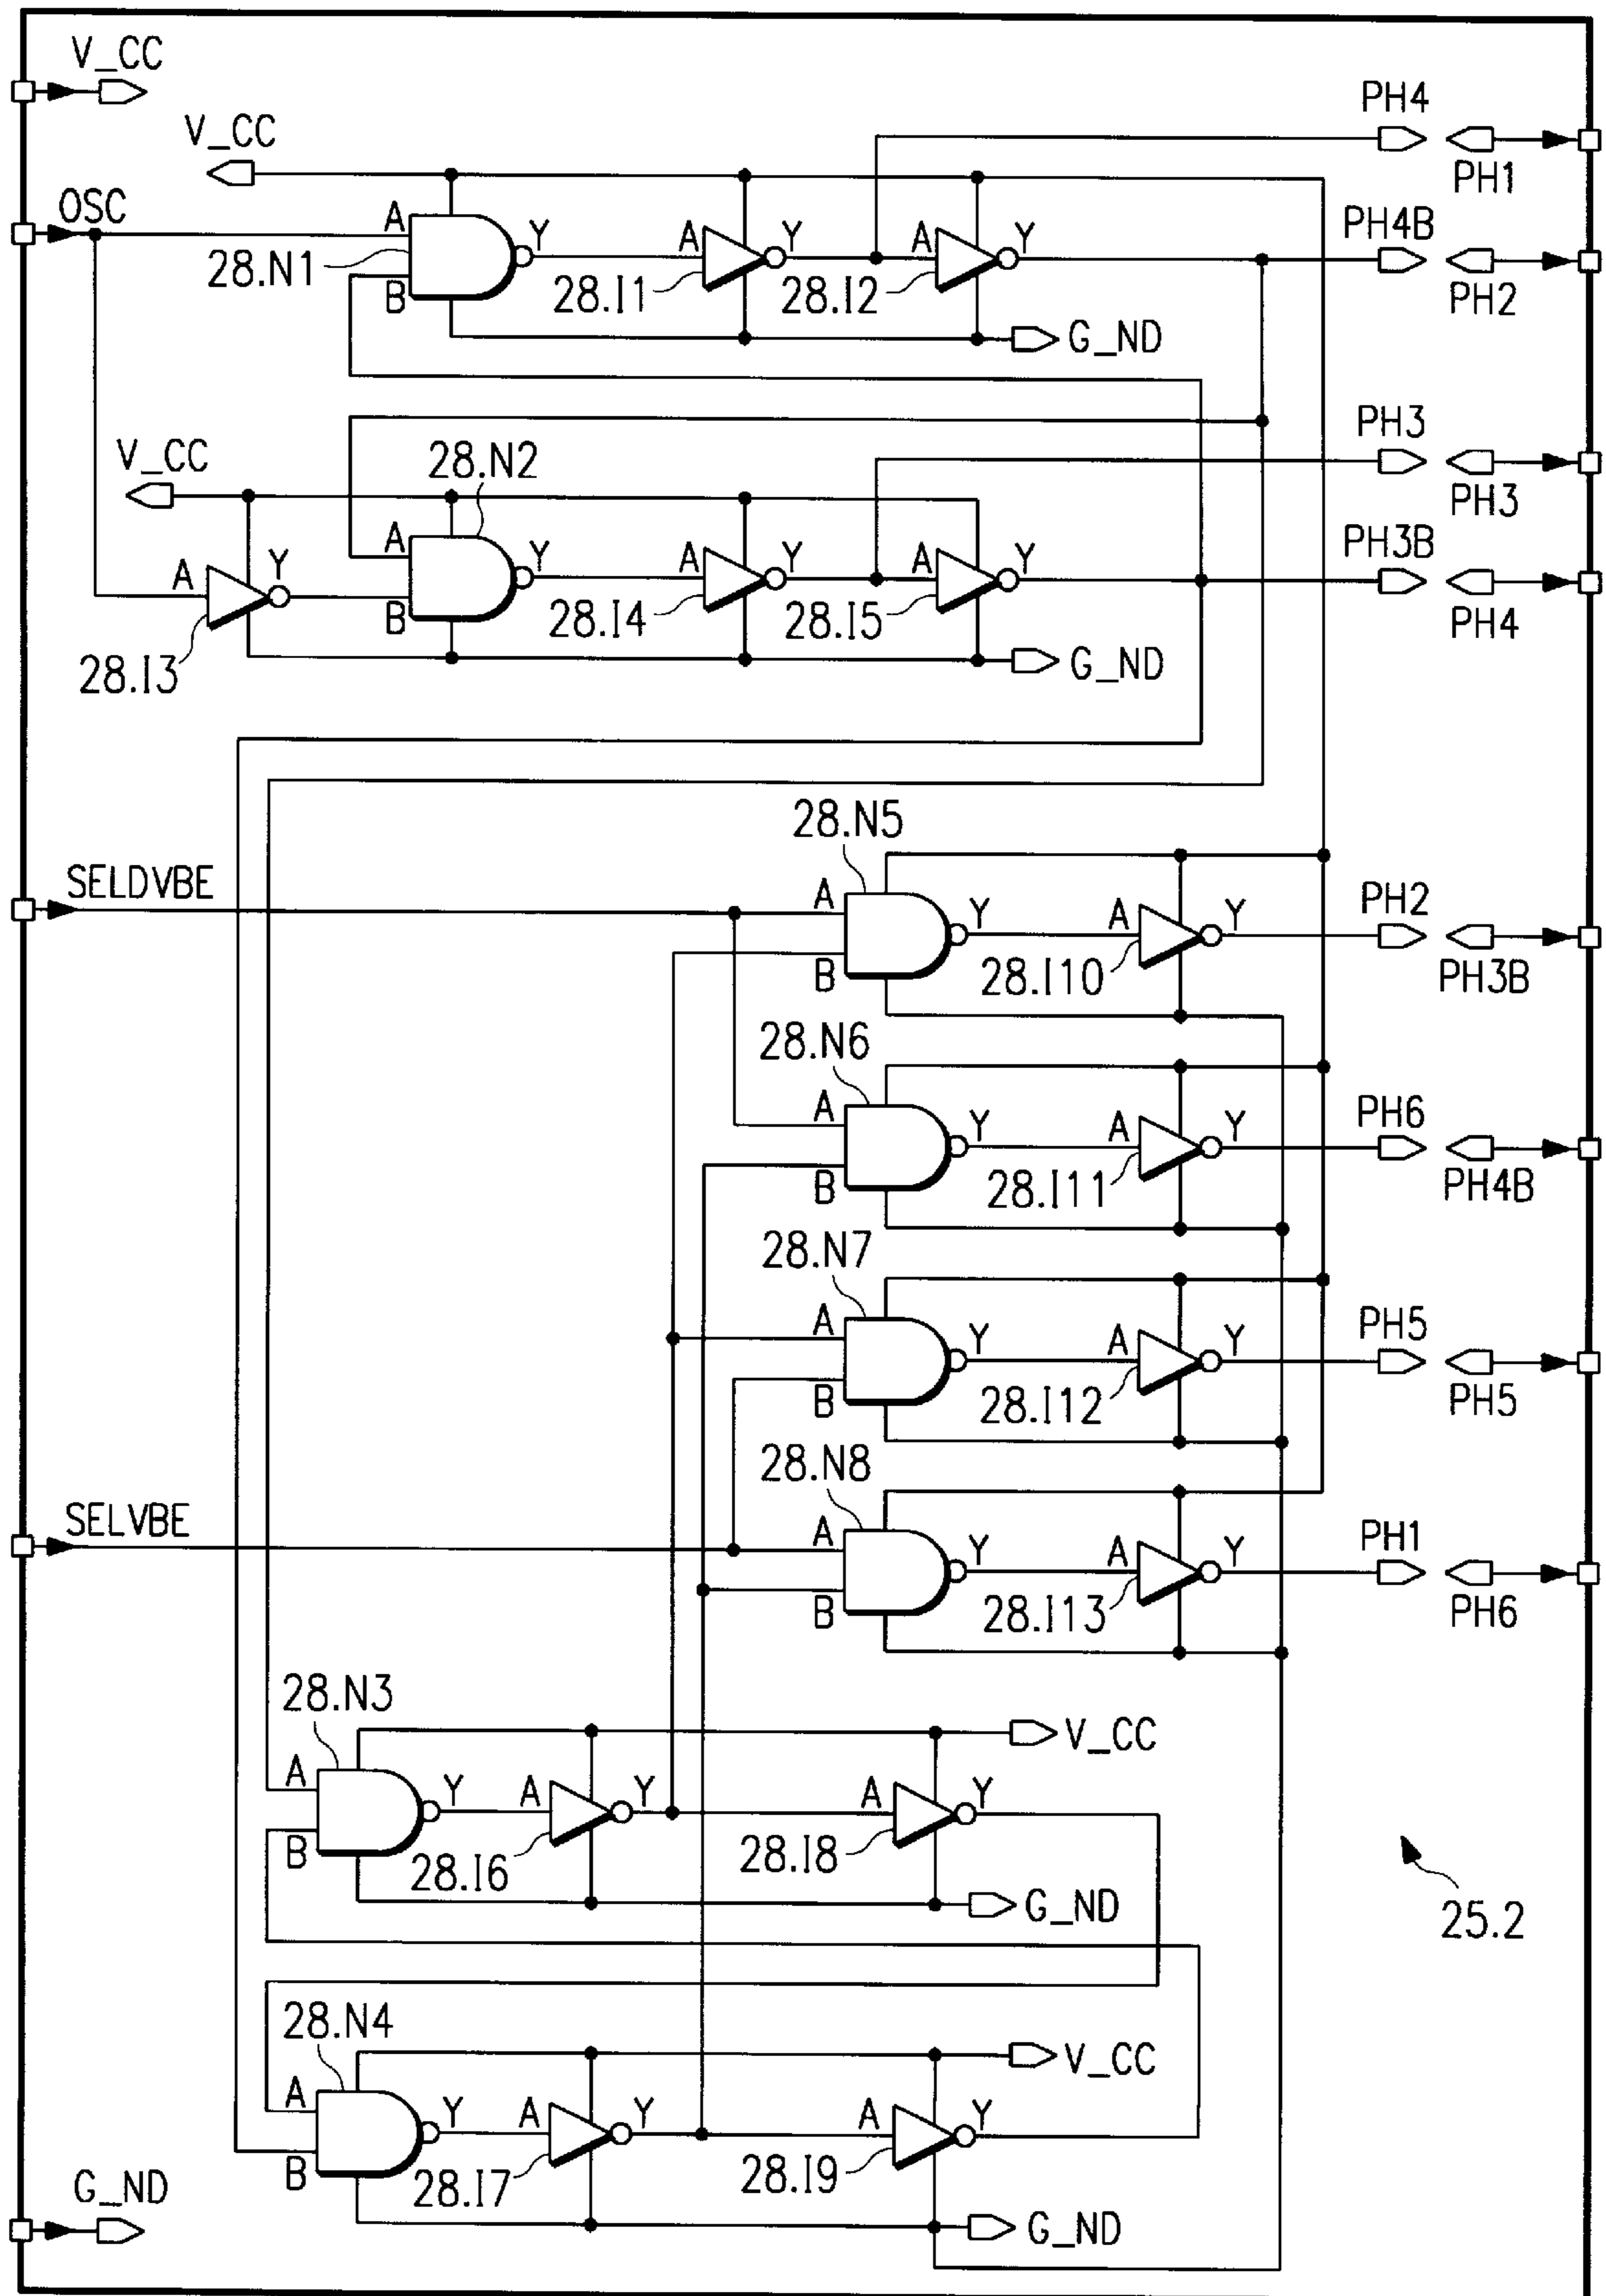 V_CC
V_CC
PH4
PH1
OSC
A
B
Y
28.N1
A
Y
28.I1
A
Y
28.I2
PH4B
PH2
G_ND
V_CC
28.N2
PH3
PH3
A
Y
28.I3
A
B
Y
A
Y
28.I4
A
Y
28.I5
PH3B
PH4
G_ND
28.N5
SELDVBE
A
B
Y
A
Y
28.I10
PH2
PH3B
28.N6
A
B
Y
A
Y
28.I11
PH6
PH4B
28.N7
A
B
Y
A
Y
28.I12
PH5
PH5
28.N8
SELVBE
A
B
Y
A
Y
28.I13
PH1
PH6
28.N3
V_CC
A
B
Y
A
Y
28.I6
A
Y
28.I8
G_ND
25.2
28.N4
V_CC
A
B
Y
A
Y
28.I7
A
Y
28.I9
G_ND
G_ND